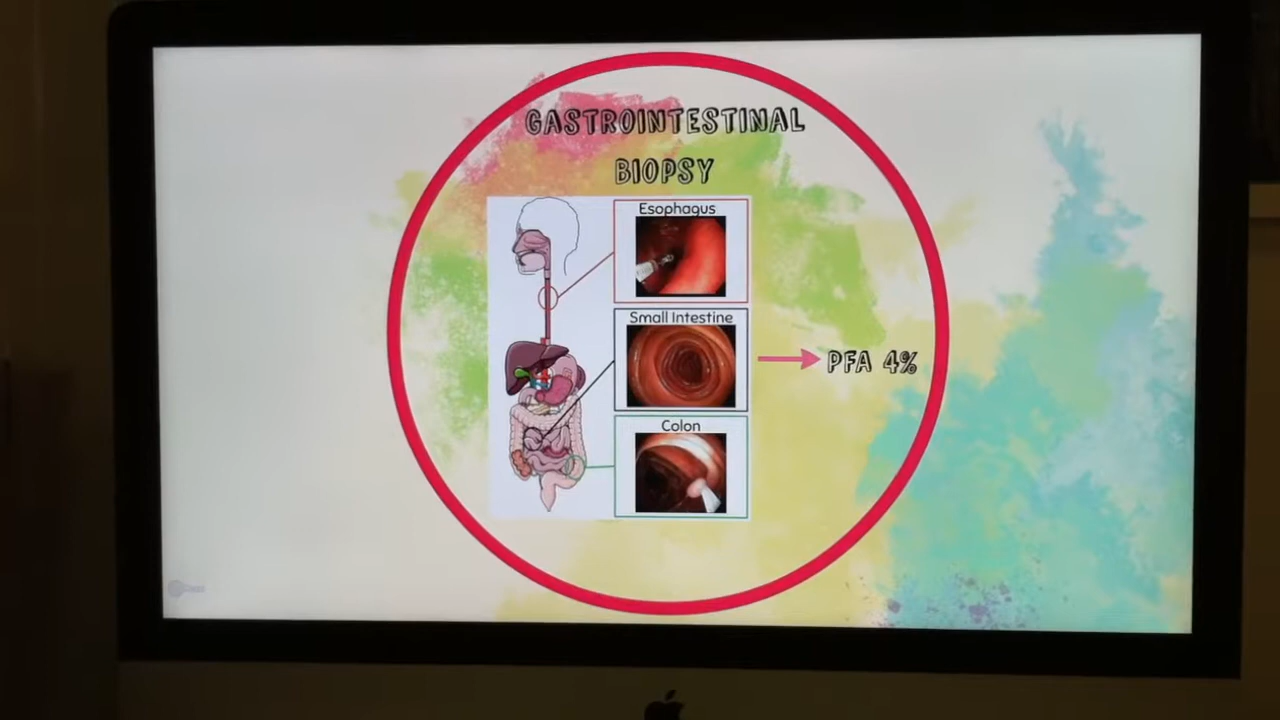 GASTROINTESTINAL
BIOPSY
Esophagus
Small Intestine
PFA 4%
Colon